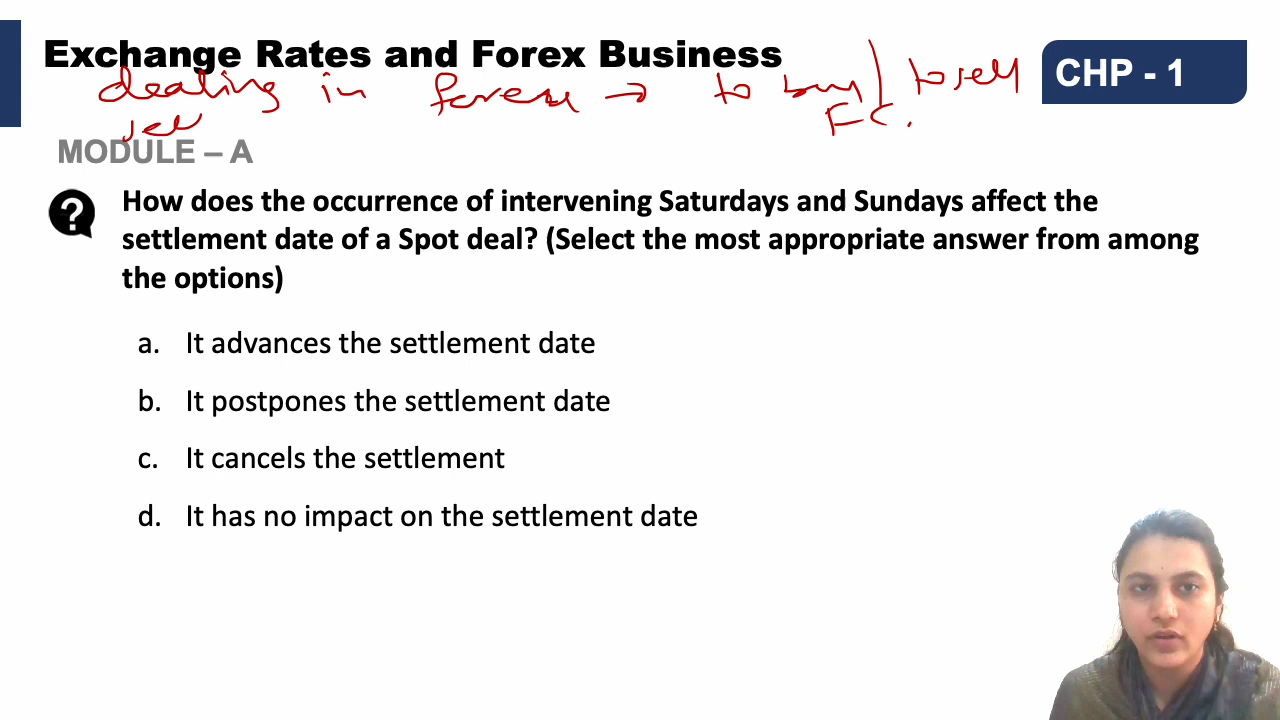 Exchange Rates and Forex Business
CHP - 1
dealing in forex → to buy / to sell
FC.
MODULE – A
?
How does the occurrence of intervening Saturdays and Sundays affect the
settlement date of a Spot deal? (Select the most appropriate answer from among
the options)
a. It advances the settlement date
b. It postpones the settlement date
c. It cancels the settlement
d. It has no impact on the settlement date